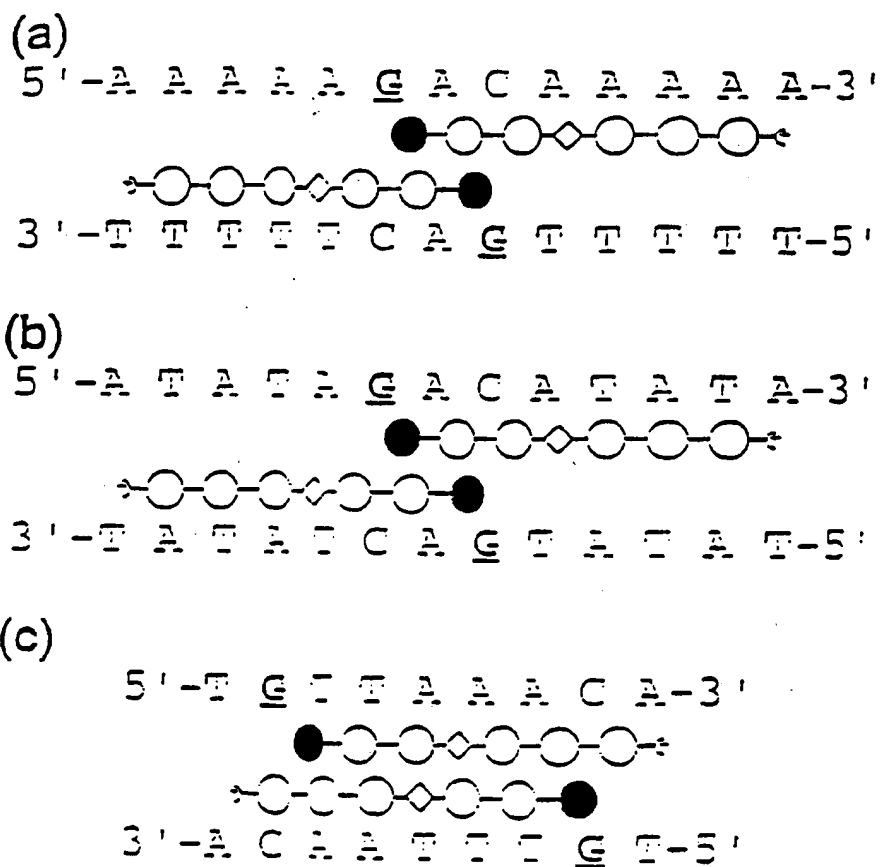 (a)
5'-A A A A A G A C A A A A A-3'
3'-T T T T T C A G T T T T T-5'
(b)
5'-A T A T A G A C A T A T A-3'
3'-T A T A T C A G T A T A T-5'
(c)
5'-T G T T A A A C A-3'
3'-A C A A T T T G T-5'